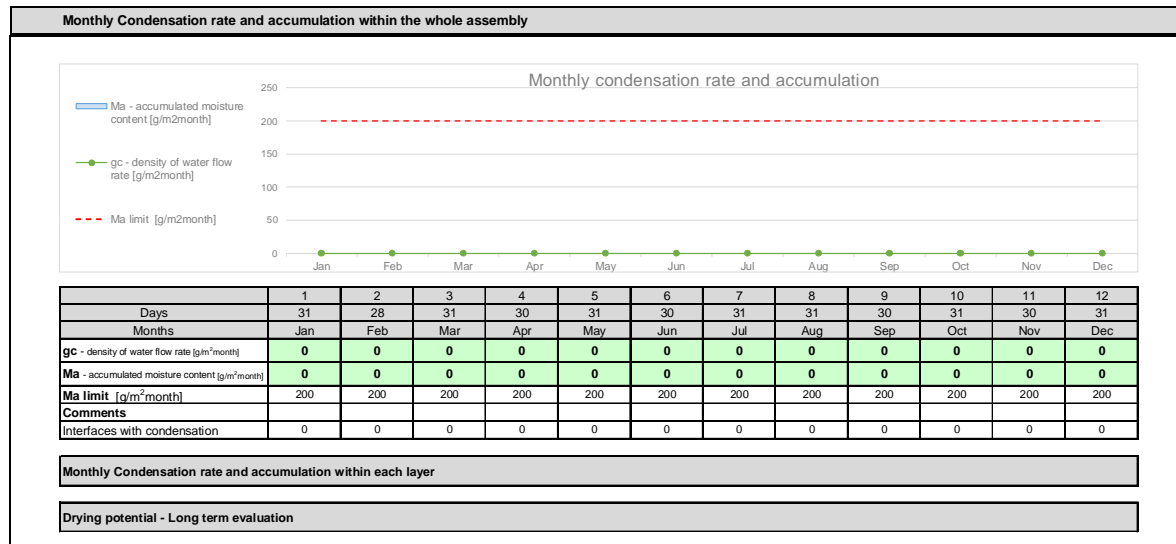 Monthly Condensation rate and accumulation within the whole assembly
Monthly condensation rate and accumulation
250
200
150
100
50
0
Ma - accumulated moisture
content [g/m2month]
gc - density of water flow
rate [g/m2month]
Ma limit [g/m2month]
Jan Feb Mar Apr May Jun Jul Aug Sep Oct Nov Dec
1 2 3 4 5 6 7 8 9 10 11 12
Days 31 28 31 30 31 30 31 31 30 31 30 31
Months Jan Feb Mar Apr May Jun Jul Aug Sep Oct Nov Dec
gc - density of water flow rate [g/m²month] 0 0 0 0 0 0 0 0 0 0 0 0
Ma - accumulated moisture content [g/m²month] 0 0 0 0 0 0 0 0 0 0 0 0
Ma limit [g/m²month] 200 200 200 200 200 200 200 200 200 200 200 200
Comments
Interfaces with condensation 0 0 0 0 0 0 0 0 0 0 0 0
Monthly Condensation rate and accumulation within each layer
Drying potential - Long term evaluation